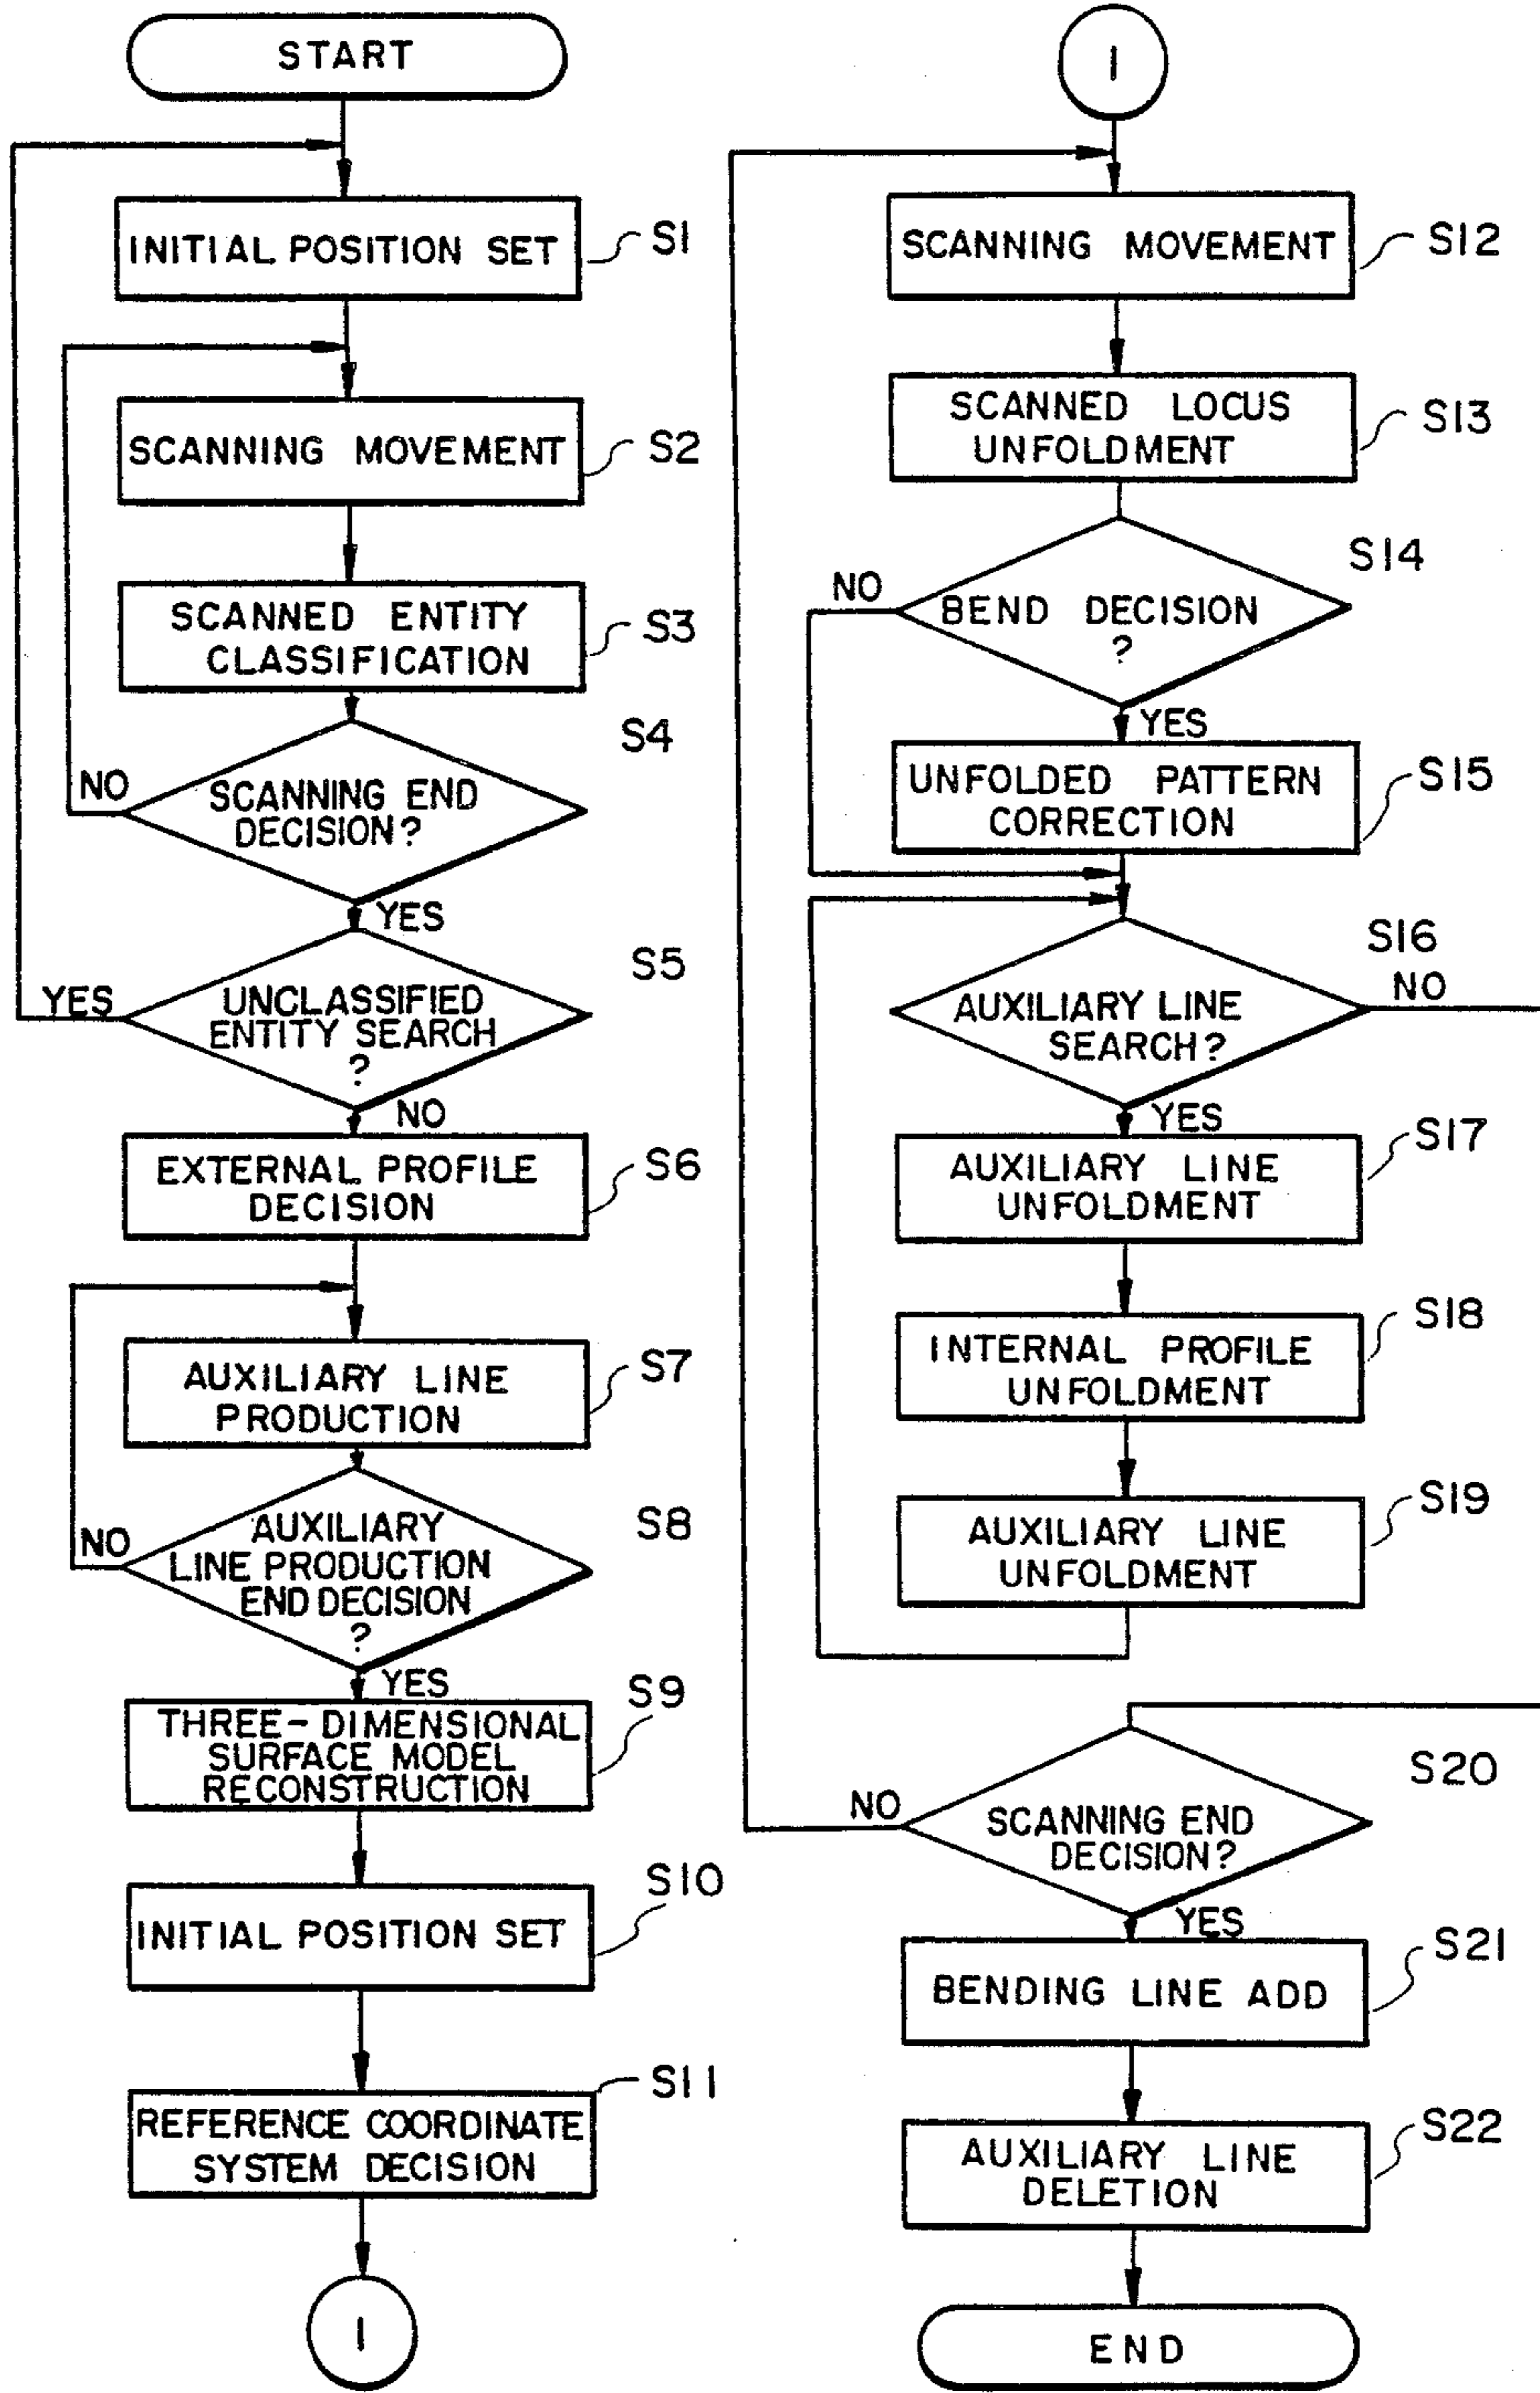 START
INITIAL POSITION SET
S1
SCANNING MOVEMENT
S2
SCANNED ENTITY
CLASSIFICATION
S3
S4
SCANNING END
DECISION?
NO
YES
S5
UNCLASSIFIED
ENTITY SEARCH
?
YES
NO
EXTERNAL PROFILE
DECISION
S6
AUXILIARY LINE
PRODUCTION
S7
S8
AUXILIARY
LINE PRODUCTION
END DECISION
?
NO
YES
S9
THREE-DIMENSIONAL
SURFACE MODEL
RECONSTRUCTION
S10
INITIAL POSITION SET
S11
REFERENCE COORDINATE
SYSTEM DECISION
1
1
SCANNING MOVEMENT
S12
SCANNED LOCUS
UNFOLDMENT
S13
S14
BEND DECISION
?
NO
YES
UNFOLDED PATTERN
CORRECTION
S15
S16
AUXILIARY LINE
SEARCH?
NO
YES
AUXILIARY LINE
UNFOLDMENT
S17
INTERNAL PROFILE
UNFOLDMENT
S18
AUXILIARY LINE
UNFOLDMENT
S19
S20
SCANNING END
DECISION?
NO
YES
BENDING LINE ADD
S21
AUXILIARY LINE
DELETION
S22
END